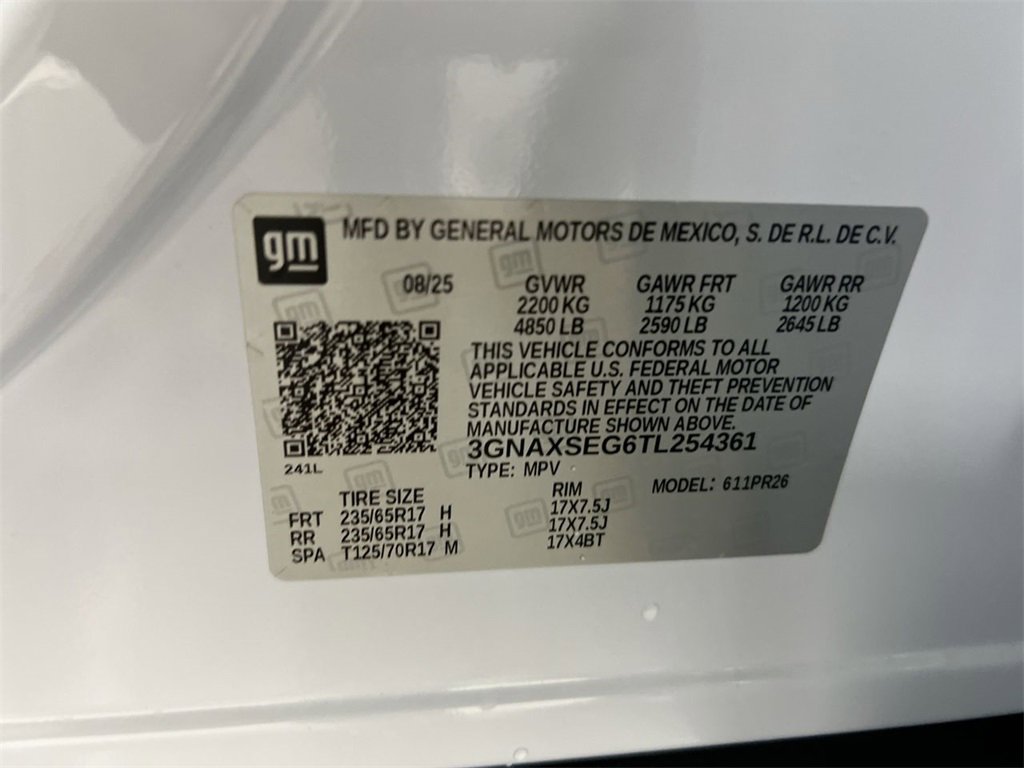 gm MFD BY GENERAL MOTORS DE MEXICO, S. DE R.L. DE C.V.
08/25 GVWR GAWR FRT GAWR RR
2200 KG 1175 KG 1200 KG
4850 LB 2590 LB 2645 LB
THIS VEHICLE CONFORMS TO ALL
APPLICABLE U.S. FEDERAL MOTOR
VEHICLE SAFETY AND THEFT PREVENTION
STANDARDS IN EFFECT ON THE DATE OF
MANUFACTURE SHOWN ABOVE.
3GNAXSEG6TL254361
241L
TYPE: MPV
MODEL: 611PR26
TIRE SIZE RIM
FRT 235/65R17 H 17X7.5J
RR 235/65R17 H 17X7.5J
SPA T125/70R17 M 17X4BT